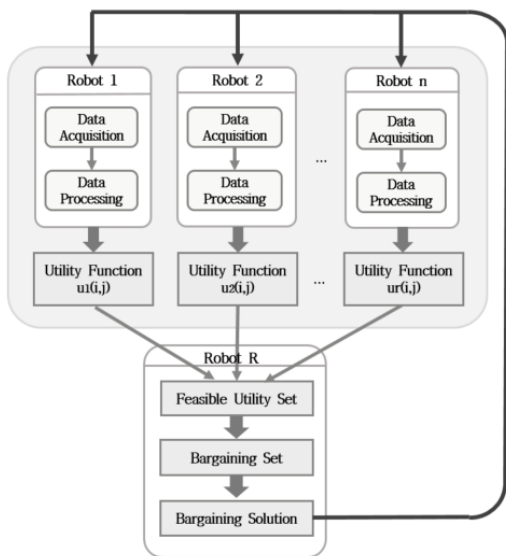 Robot 1
Robot 2
Robot n
Data
Acquisition
Data
Acquisition
Data
Acquisition
...
Data
Processing
Data
Processing
Data
Processing
Utility Function
u1(i,j)
Utility Function
u2(i,j)
...
Utility Function
ur(i,j)
Robot R
Feasible Utility Set
Bargaining Set
Bargaining Solution